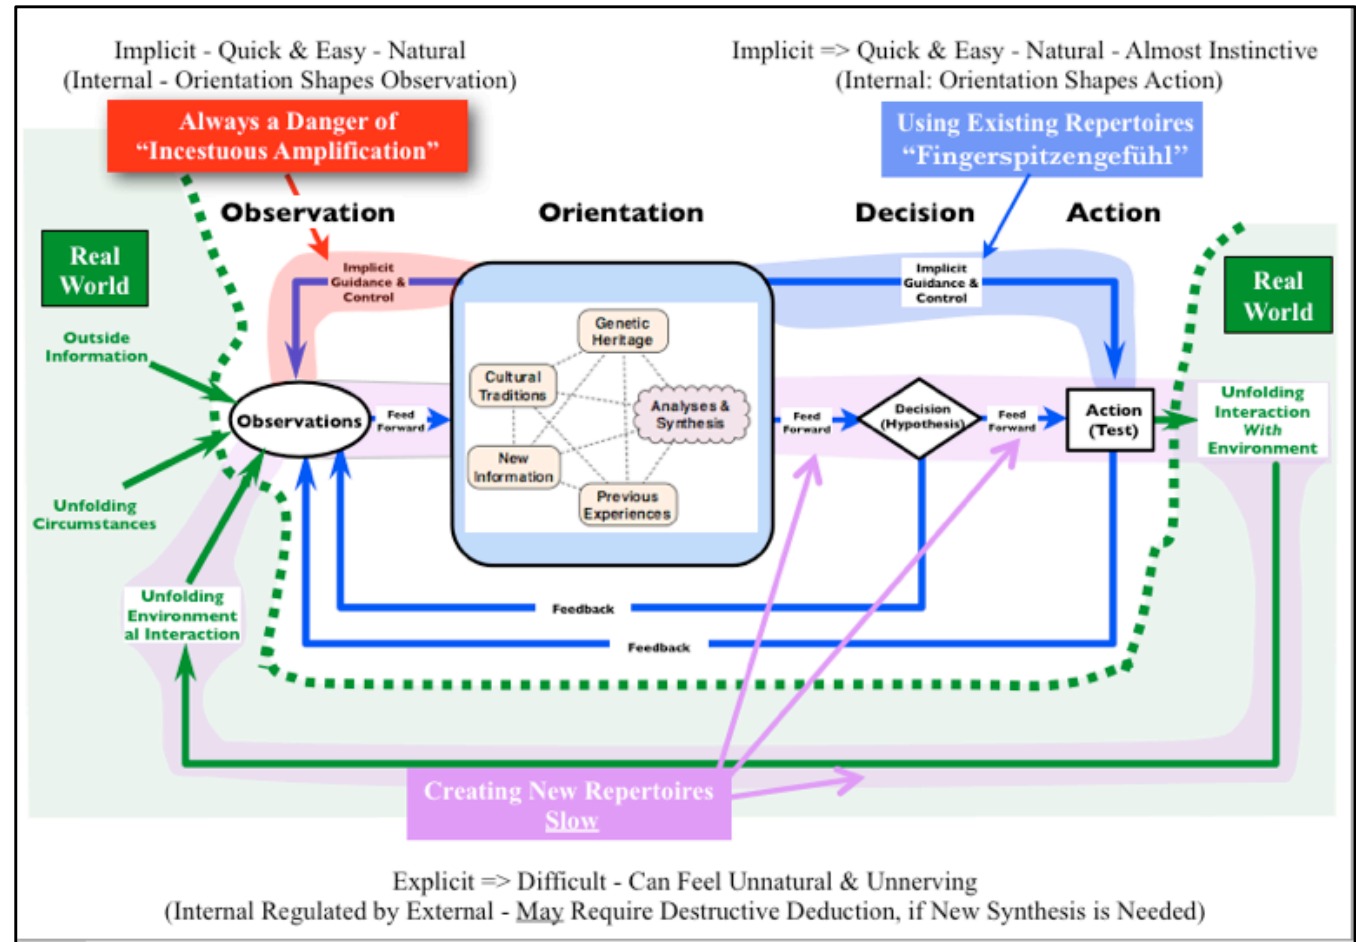 Implicit - Quick & Easy - Natural
(Internal - Orientation Shapes Observation)
Implicit => Quick & Easy - Natural - Almost Instinctive
(Internal: Orientation Shapes Action)
Always a Danger of
“Incestuous Amplification”
Using Existing Repertoires
“Fingerspitzengefühl”
Observation
Orientation
Decision
Action
Real
World
Implicit
Guidance &
Control
Implicit
Guidance &
Control
Real
World
Outside
Information
Genetic
Heritage
Cultural
Traditions
Analyses &
Synthesis
New
Information
Previous
Experiences
Observations
Feed
Forward
Feed
Forward
Decision
(Hypothesis)
Feed
Forward
Action
(Test)
Unfolding
Interaction
With
Environment
Unfolding
Circumstances
Unfolding
Environment
al Interaction
Feedback
Feedback
Creating New Repertoires
Slow
Explicit => Difficult - Can Feel Unnatural & Unnerving
(Internal Regulated by External - May Require Destructive Deduction, if New Synthesis is Needed)